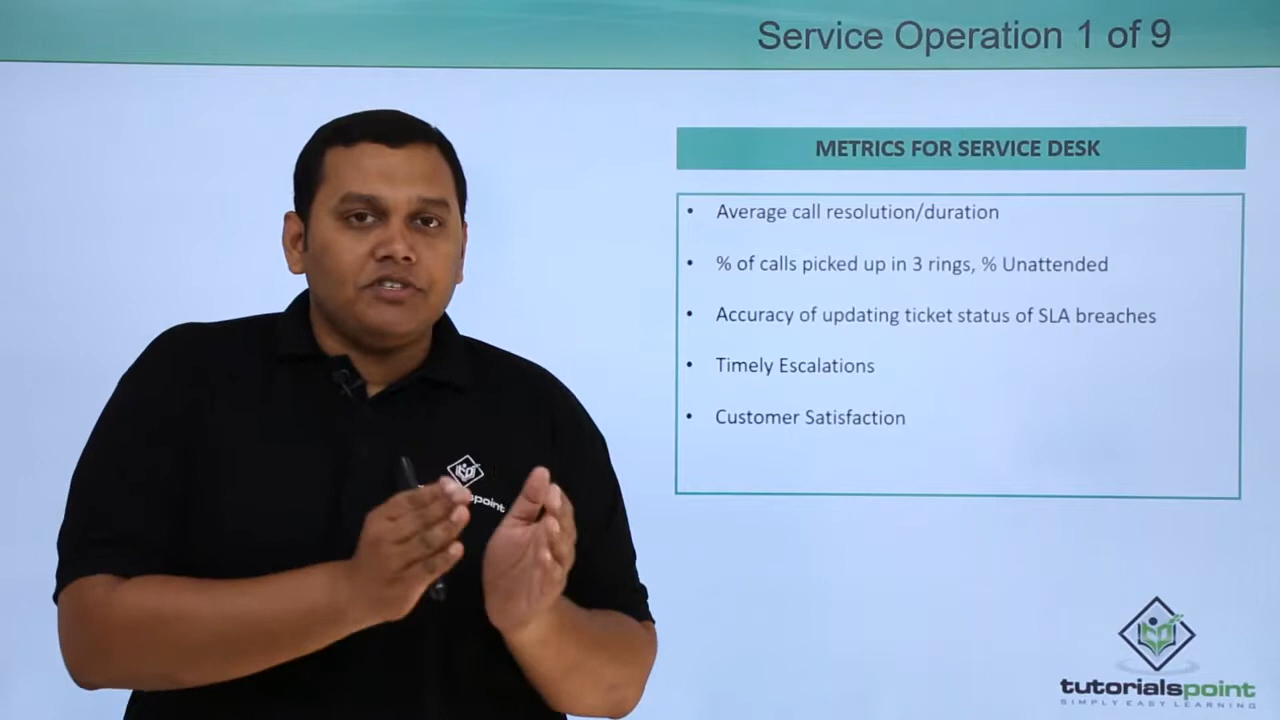 Service Operation 1 of 9
METRICS FOR SERVICE DESK
• Average call resolution/duration
• % of calls picked up in 3 rings, % Unattended
• Accuracy of updating ticket status of SLA breaches
• Timely Escalations
• Customer Satisfaction
point
tutorialspoint
SIMPLY EASY LEARNING